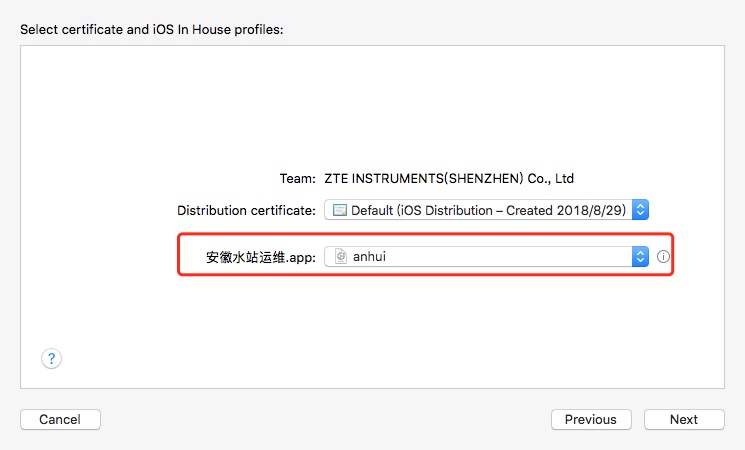 Select certificate and iOS In House profiles:
Team: ZTE INSTRUMENTS(SHENZHEN) Co., Ltd
Distribution certificate: Default (iOS Distribution – Created 2018/8/29)
安徽水站运维.app: anhui
?
Cancel Previous Next